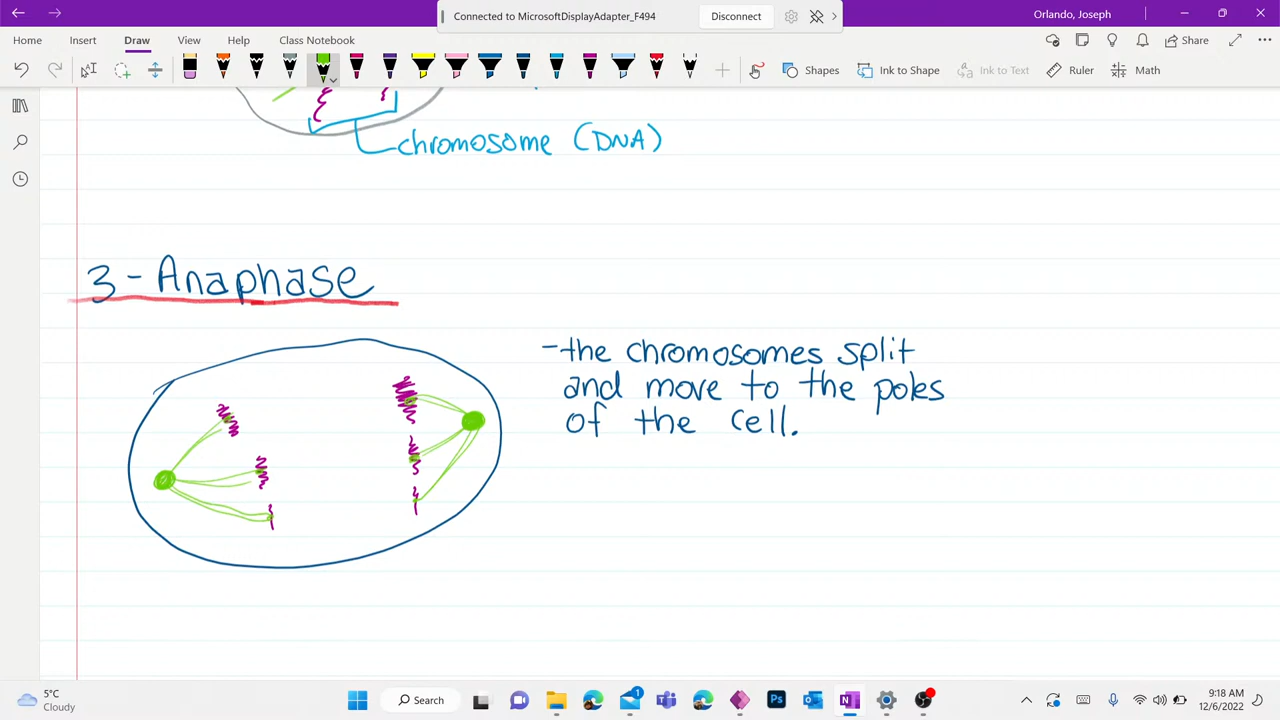 Connected to MicrosoftDisplayAdapter_F494
Disconnect
Orlando, Joseph
Home Insert Draw View Help Class Notebook
Share
Shapes
Ink to Shape
Ink to Text
Ruler
Math
chromosome (DNA)
3 - Anaphase
- the chromosomes split
and move to the poles
of the cell.
5°C
Cloudy
Search
1
Ps
9:18 AM
12/6/2022